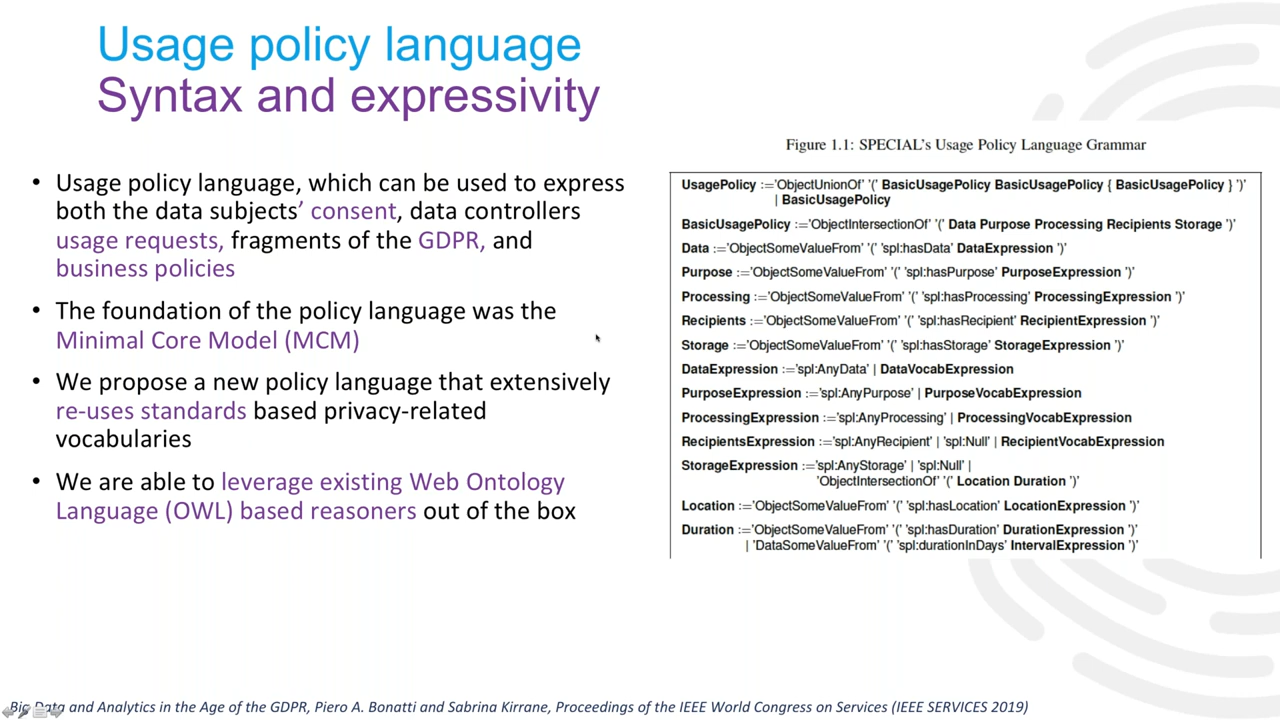 Usage policy language
Syntax and expressivity
• Usage policy language, which can be used to express
both the data subjects’ consent, data controllers
usage requests, fragments of the GDPR, and
business policies
• The foundation of the policy language was the
Minimal Core Model (MCM)
• We propose a new policy language that extensively
re-uses standards based privacy-related
vocabularies
• We are able to leverage existing Web Ontology
Language (OWL) based reasoners out of the box
Figure 1.1: SPECIAL's Usage Policy Language Grammar
UsagePolicy :='ObjectUnionOf' '(' BasicUsagePolicy BasicUsagePolicy { BasicUsagePolicy } ')'
| BasicUsagePolicy
BasicUsagePolicy :='ObjectIntersectionOf' '(' Data Purpose Processing Recipients Storage ')'
Data :='ObjectSomeValueFrom' '(' 'spl:hasData' DataExpression ')'
Purpose :='ObjectSomeValueFrom' '(' 'spl:hasPurpose' PurposeExpression ')'
Processing :='ObjectSomeValueFrom' '(' 'spl:hasProcessing' ProcessingExpression ')'
Recipients :='ObjectSomeValueFrom' '(' 'spl:hasRecipient' RecipientExpression ')'
Storage :='ObjectSomeValueFrom' '(' 'spl:hasStorage' StorageExpression ')'
DataExpression :='spl:AnyData' | DataVocabExpression
PurposeExpression :='spl:AnyPurpose' | PurposeVocabExpression
ProcessingExpression :='spl:AnyProcessing' | ProcessingVocabExpression
RecipientsExpression :='spl:AnyRecipient' | 'spl:Null' | RecipientVocabExpression
StorageExpression :='spl:AnyStorage' | 'spl:Null' |
'ObjectIntersectionOf' '(' Location Duration ')'
Location :='ObjectSomeValueFrom' '(' 'spl:hasLocation' LocationExpression ')'
Duration :='ObjectSomeValueFrom' '(' 'spl:hasDuration' DurationExpression ')'
| 'DataSomeValueFrom' '(' 'spl:durationInDays' IntervalExpression ')'
Big Data and Analytics in the Age of the GDPR, Piero A. Bonatti and Sabrina Kirrane, Proceedings of the IEEE World Congress on Services (IEEE SERVICES 2019)